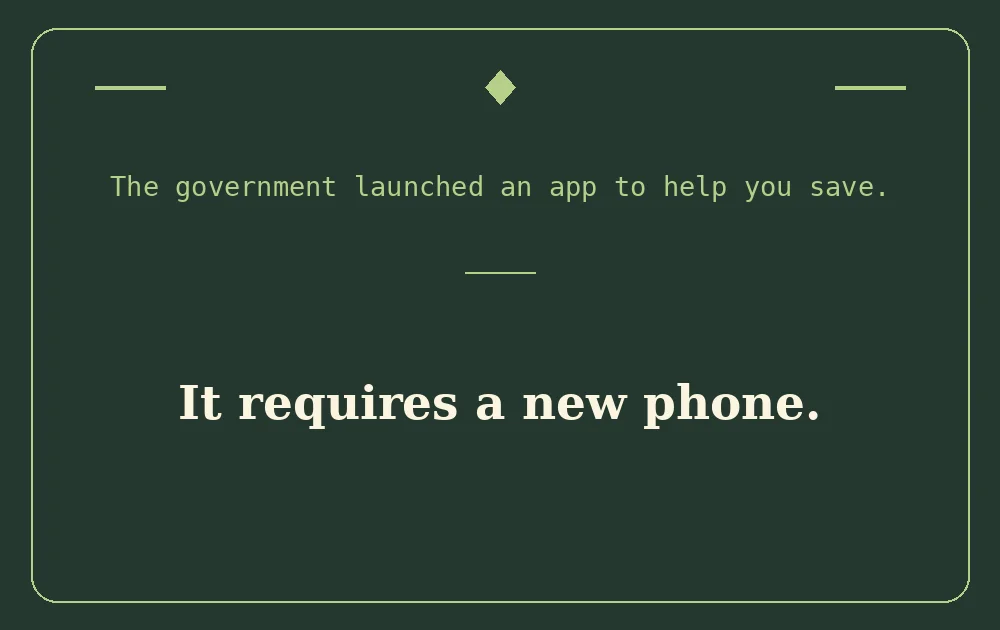 The government launched an app to help you save.
It requires a new phone.